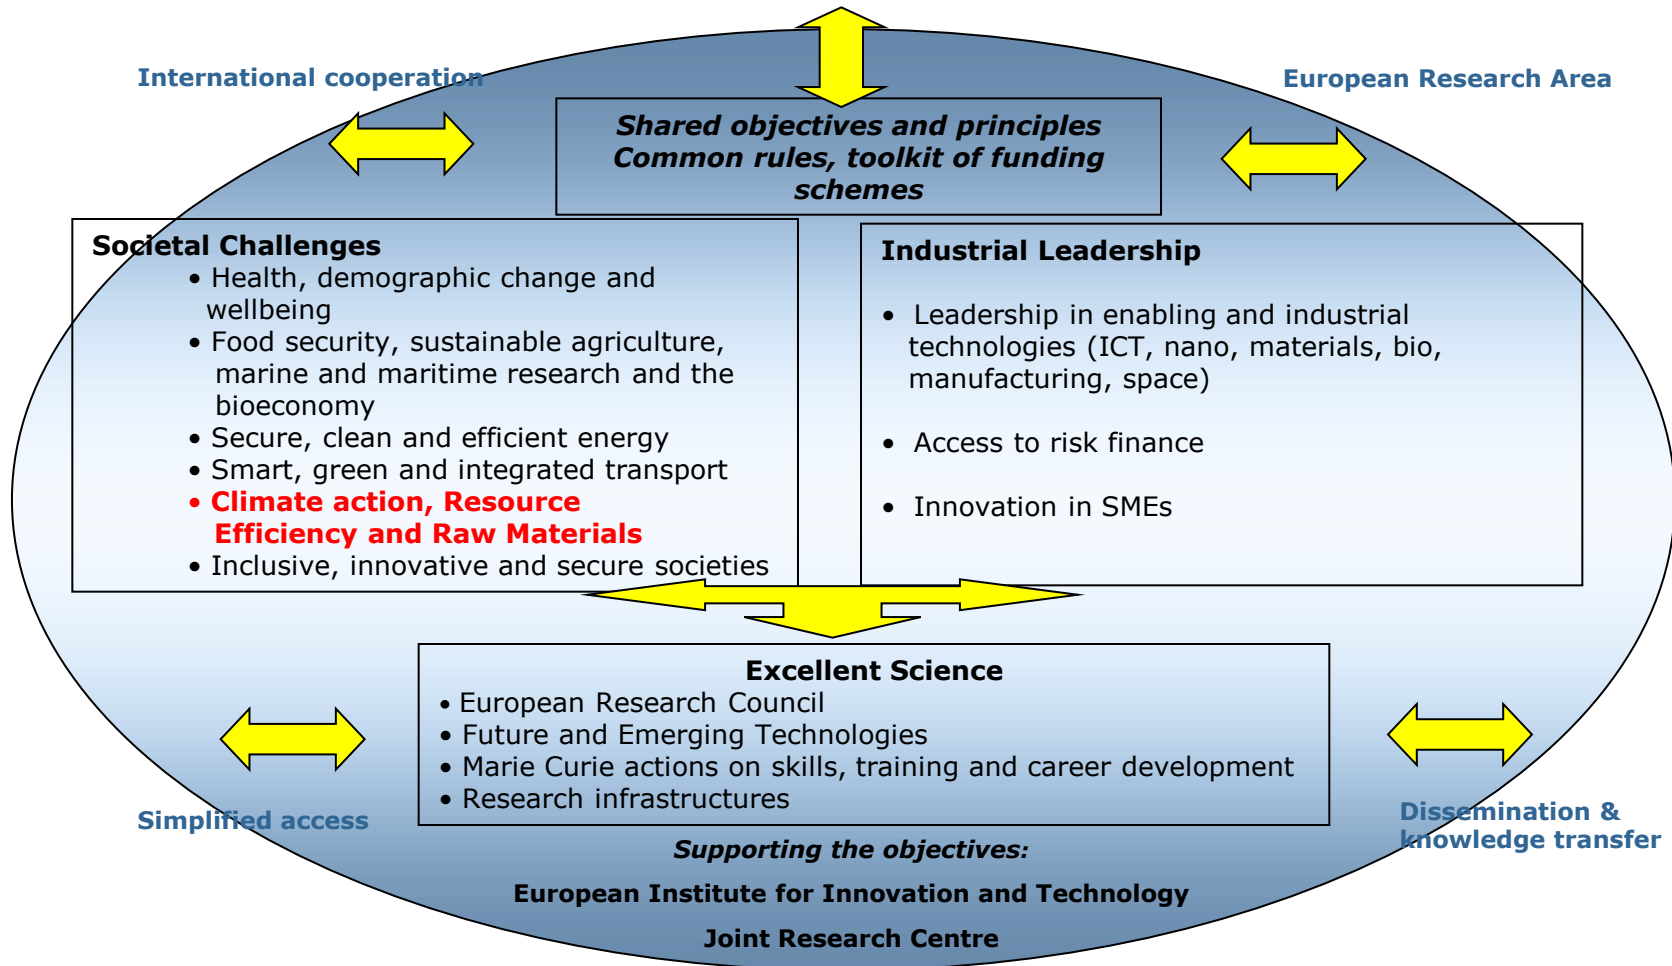 International cooperation
European Research Area
Shared objectives and principles
Common rules, toolkit of funding
schemes
Societal Challenges
• Health, demographic change and
wellbeing
• Food security, sustainable agriculture,
marine and maritime research and the
bioeconomy
• Secure, clean and efficient energy
• Smart, green and integrated transport
• Climate action, Resource
Efficiency and Raw Materials
• Inclusive, innovative and secure societies
Industrial Leadership
• Leadership in enabling and industrial
technologies (ICT, nano, materials, bio,
manufacturing, space)
• Access to risk finance
• Innovation in SMEs
Excellent Science
• European Research Council
• Future and Emerging Technologies
• Marie Curie actions on skills, training and career development
• Research infrastructures
Simplified access
Dissemination &
knowledge transfer
Supporting the objectives:
European Institute for Innovation and Technology
Joint Research Centre